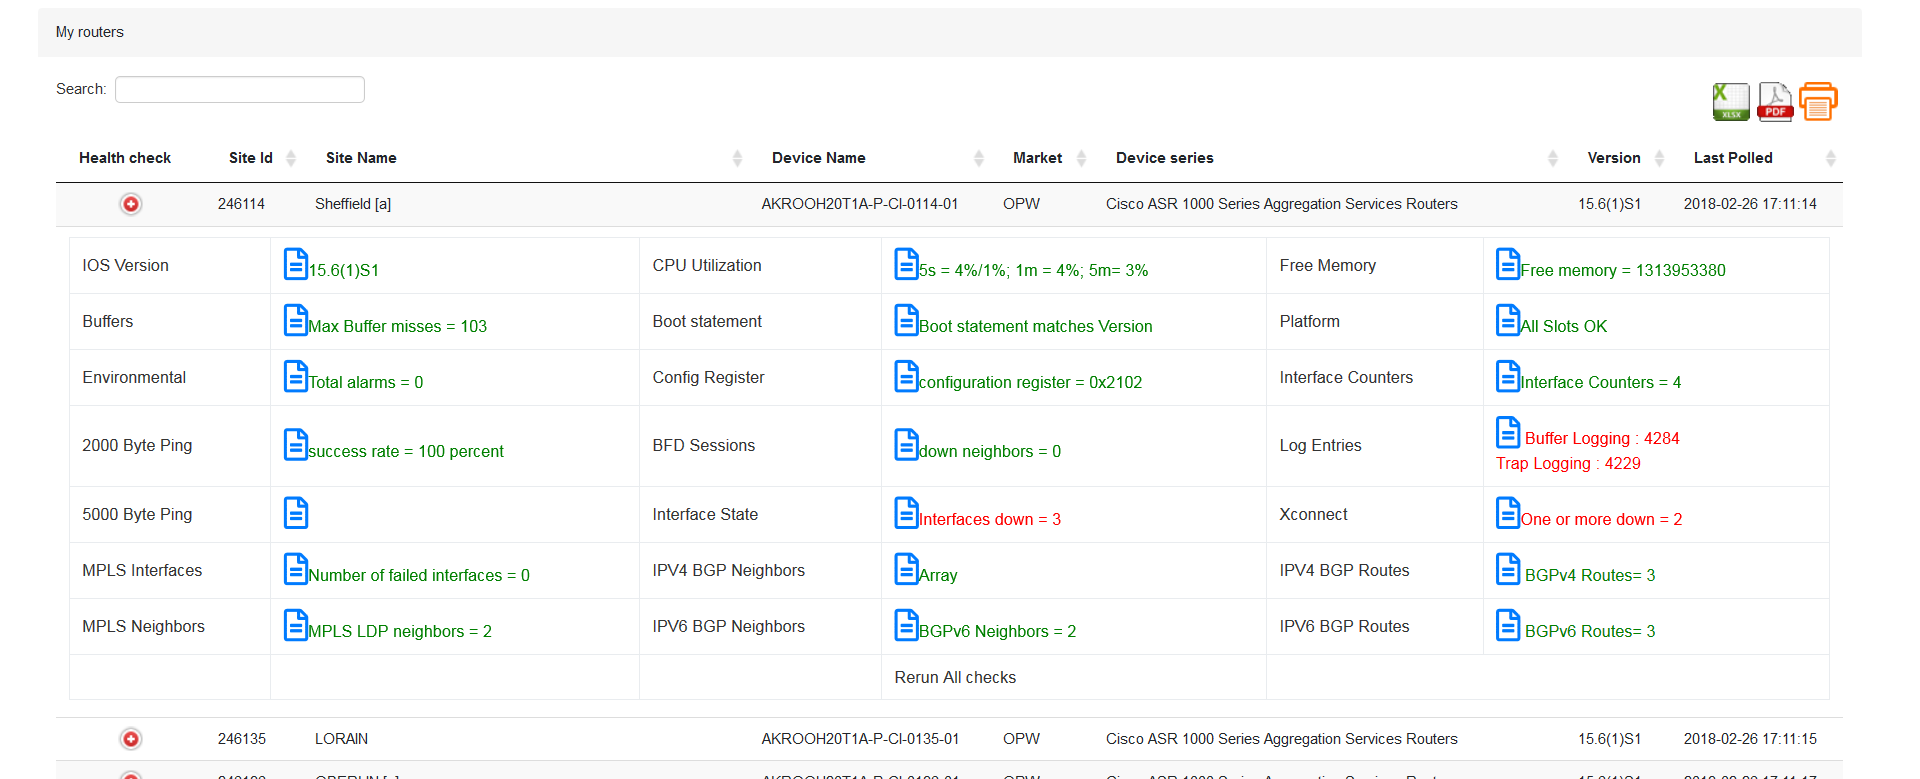 My routers
Search:
XLSX PDF
Health check Site Id Site Name Device Name Market Device series Version Last Polled
246114 Sheffield [a] AKROOH20T1A-P-CI-0114-01 OPW Cisco ASR 1000 Series Aggregation Services Routers 15.6(1)S1 2018-02-26 17:11:14
IOS Version 15.6(1)S1 CPU Utilization 5s = 4%/1%; 1m = 4%; 5m= 3% Free Memory Free memory = 1313953380
Buffers Max Buffer misses = 103 Boot statement Boot statement matches Version Platform All Slots OK
Environmental Total alarms = 0 Config Register configuration register = 0x2102 Interface Counters Interface Counters = 4
2000 Byte Ping success rate = 100 percent BFD Sessions down neighbors = 0 Log Entries Buffer Logging : 4284
Trap Logging : 4229
5000 Byte Ping Interface State Interfaces down = 3 Xconnect One or more down = 2
MPLS Interfaces Number of failed interfaces = 0 IPV4 BGP Neighbors Array IPV4 BGP Routes BGPv4 Routes= 3
MPLS Neighbors MPLS LDP neighbors = 2 IPV6 BGP Neighbors BGPv6 Neighbors = 2 IPV6 BGP Routes BGPv6 Routes= 3
Rerun All checks
246135 LORAIN AKROOH20T1A-P-CI-0135-01 OPW Cisco ASR 1000 Series Aggregation Services Routers 15.6(1)S1 2018-02-26 17:11:15